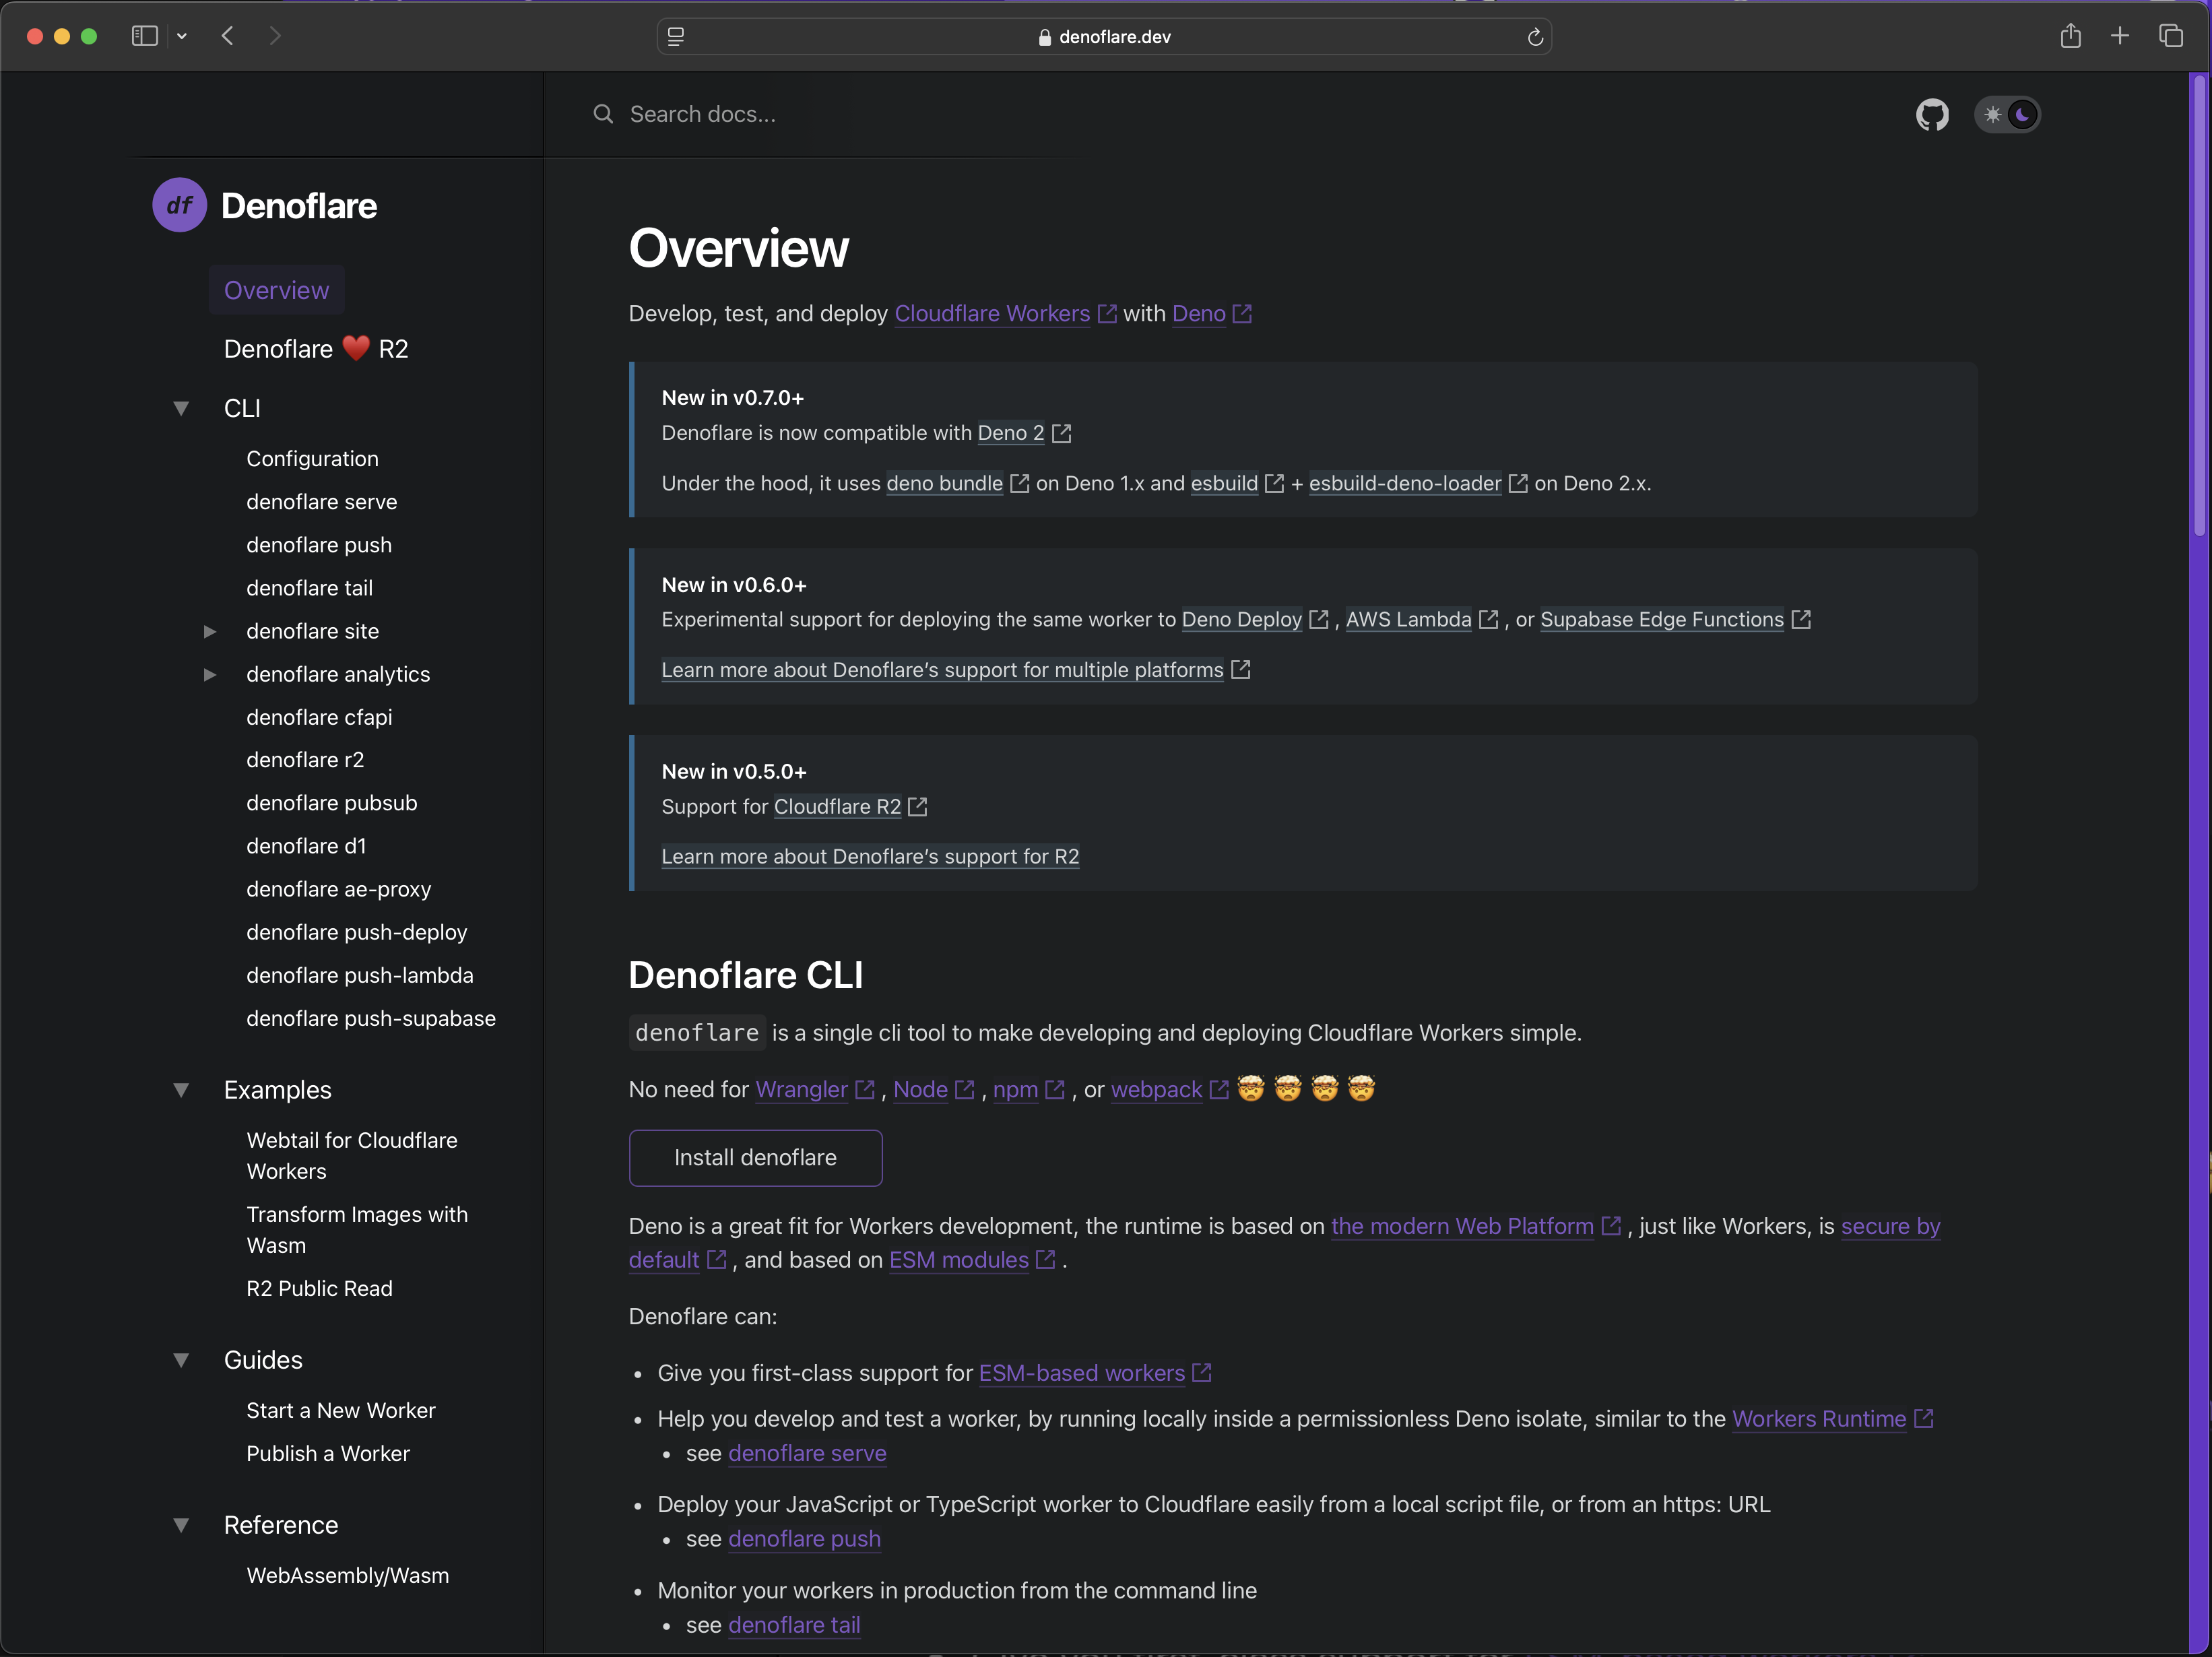 denoflare.dev
Search docs...
df
Denoflare
Overview
Denoflare ❤️ R2
CLI
Configuration
denoflare serve
denoflare push
denoflare tail
denoflare site
denoflare analytics
denoflare cfapi
denoflare r2
denoflare pubsub
denoflare d1
denoflare ae-proxy
denoflare push-deploy
denoflare push-lambda
denoflare push-supabase
Examples
Webtail for Cloudflare
Workers
Transform Images with
Wasm
R2 Public Read
Guides
Start a New Worker
Publish a Worker
Reference
WebAssembly/Wasm
Overview
Develop, test, and deploy Cloudflare Workers with Deno
New in v0.7.0+
Denoflare is now compatible with Deno 2
Under the hood, it uses deno bundle on Deno 1.x and esbuild + esbuild-deno-loader on Deno 2.x.
New in v0.6.0+
Experimental support for deploying the same worker to Deno Deploy , AWS Lambda , or Supabase Edge Functions
Learn more about Denoflare’s support for multiple platforms
New in v0.5.0+
Support for Cloudflare R2
Learn more about Denoflare’s support for R2
Denoflare CLI
denoflare is a single cli tool to make developing and deploying Cloudflare Workers simple.
No need for Wrangler , Node , npm , or webpack 🤯 🤯 🤯 🤯
Install denoflare
Deno is a great fit for Workers development, the runtime is based on the modern Web Platform , just like Workers, is secure by
default , and based on ESM modules .
Denoflare can:
• Give you first-class support for ESM-based workers
• Help you develop and test a worker, by running locally inside a permissionless Deno isolate, similar to the Workers Runtime
• see denoflare serve
• Deploy your JavaScript or TypeScript worker to Cloudflare easily from a local script file, or from an https: URL
• see denoflare push
• Monitor your workers in production from the command line
• see denoflare tail